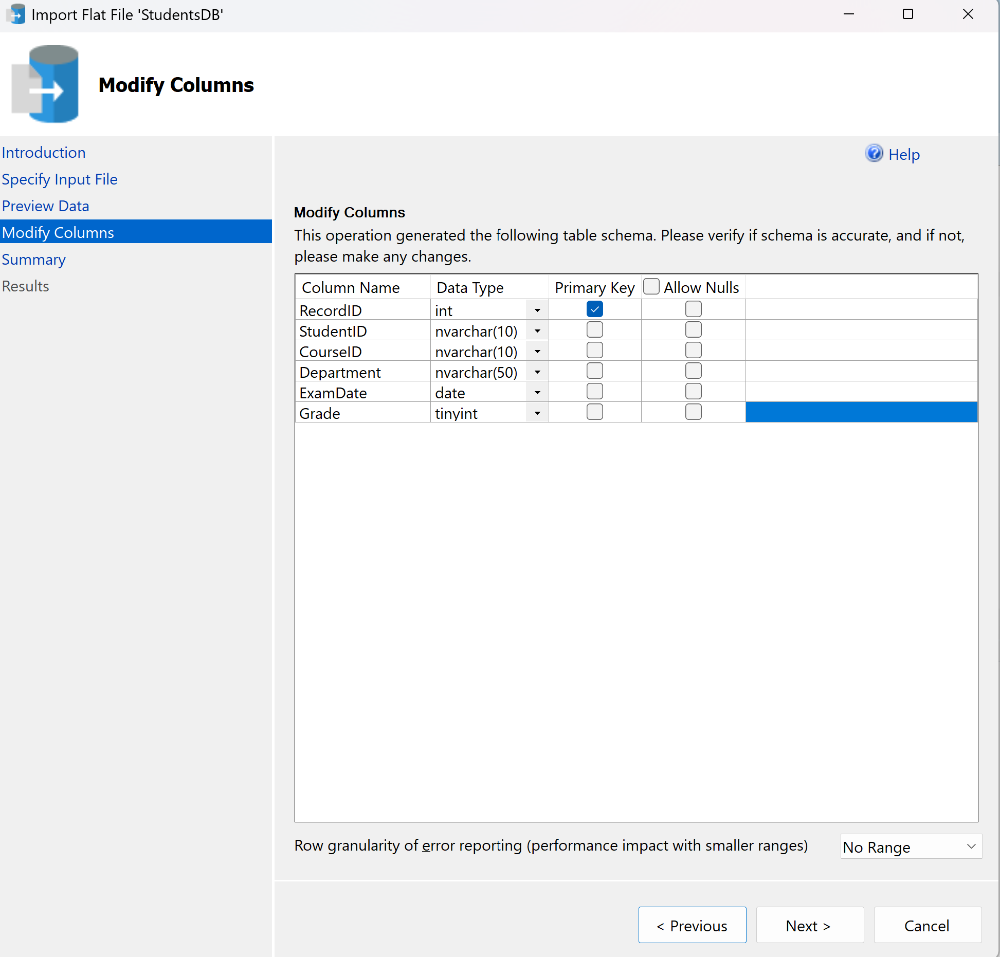 Import Flat File 'StudentsDB'
Modify Columns
Introduction
Specify Input File
Preview Data
Modify Columns
Summary
Results
Help
Modify Columns
This operation generated the following table schema. Please verify if schema is accurate, and if not,
please make any changes.
Column Name Data Type Primary Key Allow Nulls
RecordID int
StudentID nvarchar(10)
CourseID nvarchar(10)
Department nvarchar(50)
ExamDate date
Grade tinyint
Row granularity of error reporting (performance impact with smaller ranges) No Range
< Previous Next > Cancel